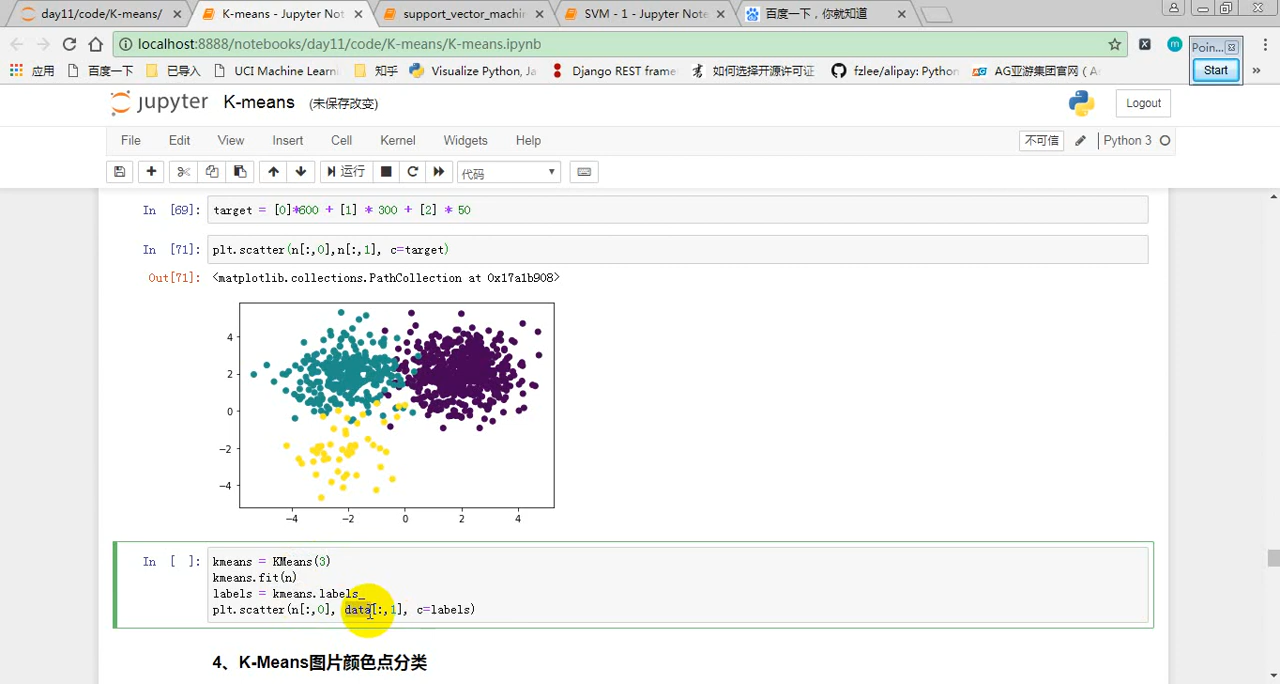 day11/code/K-means/
K-means - Jupyter Not
support_vector_machin
SVM - 1 - Jupyter Note
百度一下，你就知道
localhost:8888/notebooks/day11/code/K-means/K-means.ipynb
应用
百度一下
已导入
UCI Machine Learni
知乎
Visualize Python, Ja
Django REST frame
如何选择开源许可证
fzlee/alipay: Python
AG亚游集团官网（A
»
Poin...
Start
jupyter
K-means
(未保存改变)
Logout
File
Edit
View
Insert
Cell
Kernel
Widgets
Help
不可信
Python 3
运行
代码
In [69]: target = [0]*600 + [1] * 300 + [2] * 50
In [71]: plt.scatter(n[:,0],n[:,1], c=target)
Out[71]: <matplotlib.collections.PathCollection at 0x17a1b908>
4
2
0
−2
−4
−4 −2 0 2 4
In [ ]: kmeans = KMeans(3)
kmeans.fit(n)
labels = kmeans.labels_
plt.scatter(n[:,0], data[:,1], c=labels)
4、K-Means图片颜色点分类